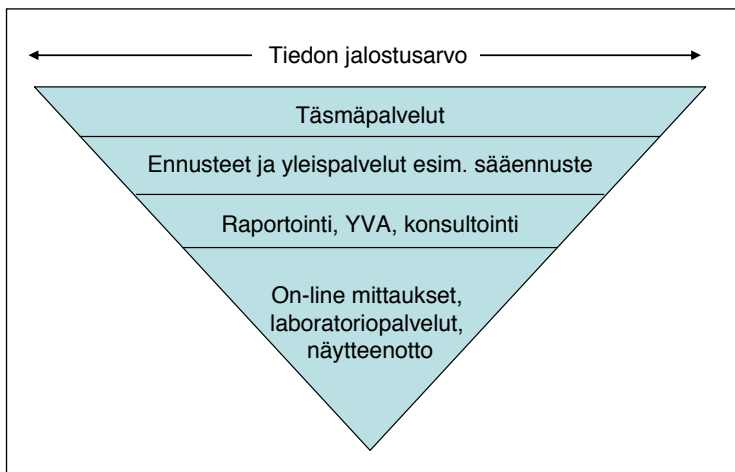 Tiedon jalostusarvo
Täsmäpalvelut
Ennusteet ja yleispalvelut esim. sääennuste
Raportointi, YVA, konsultointi
On-line mittaukset,
laboratoriopalvelut,
näytteenotto